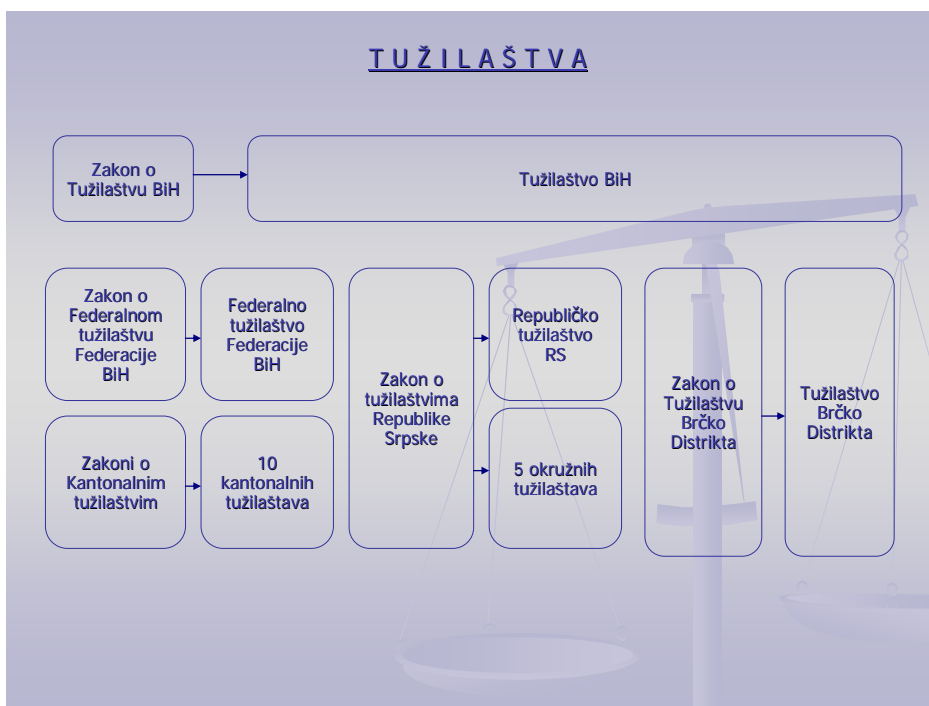 TUŽILAŠTVA
Zakon o
Tužilaštvu BiH
Tužilaštvo BiH
Zakon o
Federalnom
tužilaštvu
Federacije
BiH
Federalno
tužilaštvo
Federacije
BiH
Zakoni o
Kantonalnim
tužilaštvim
10
kantonalnih
tužilaštava
Zakon o
tužilaštvima
Republike
Srpske
Republičko
tužilaštvo
RS
5 okružnih
tužilaštava
Zakon o
Tužilaštvu
Brčko
Distrikta
Tužilaštvo
Brčko
Distrikta